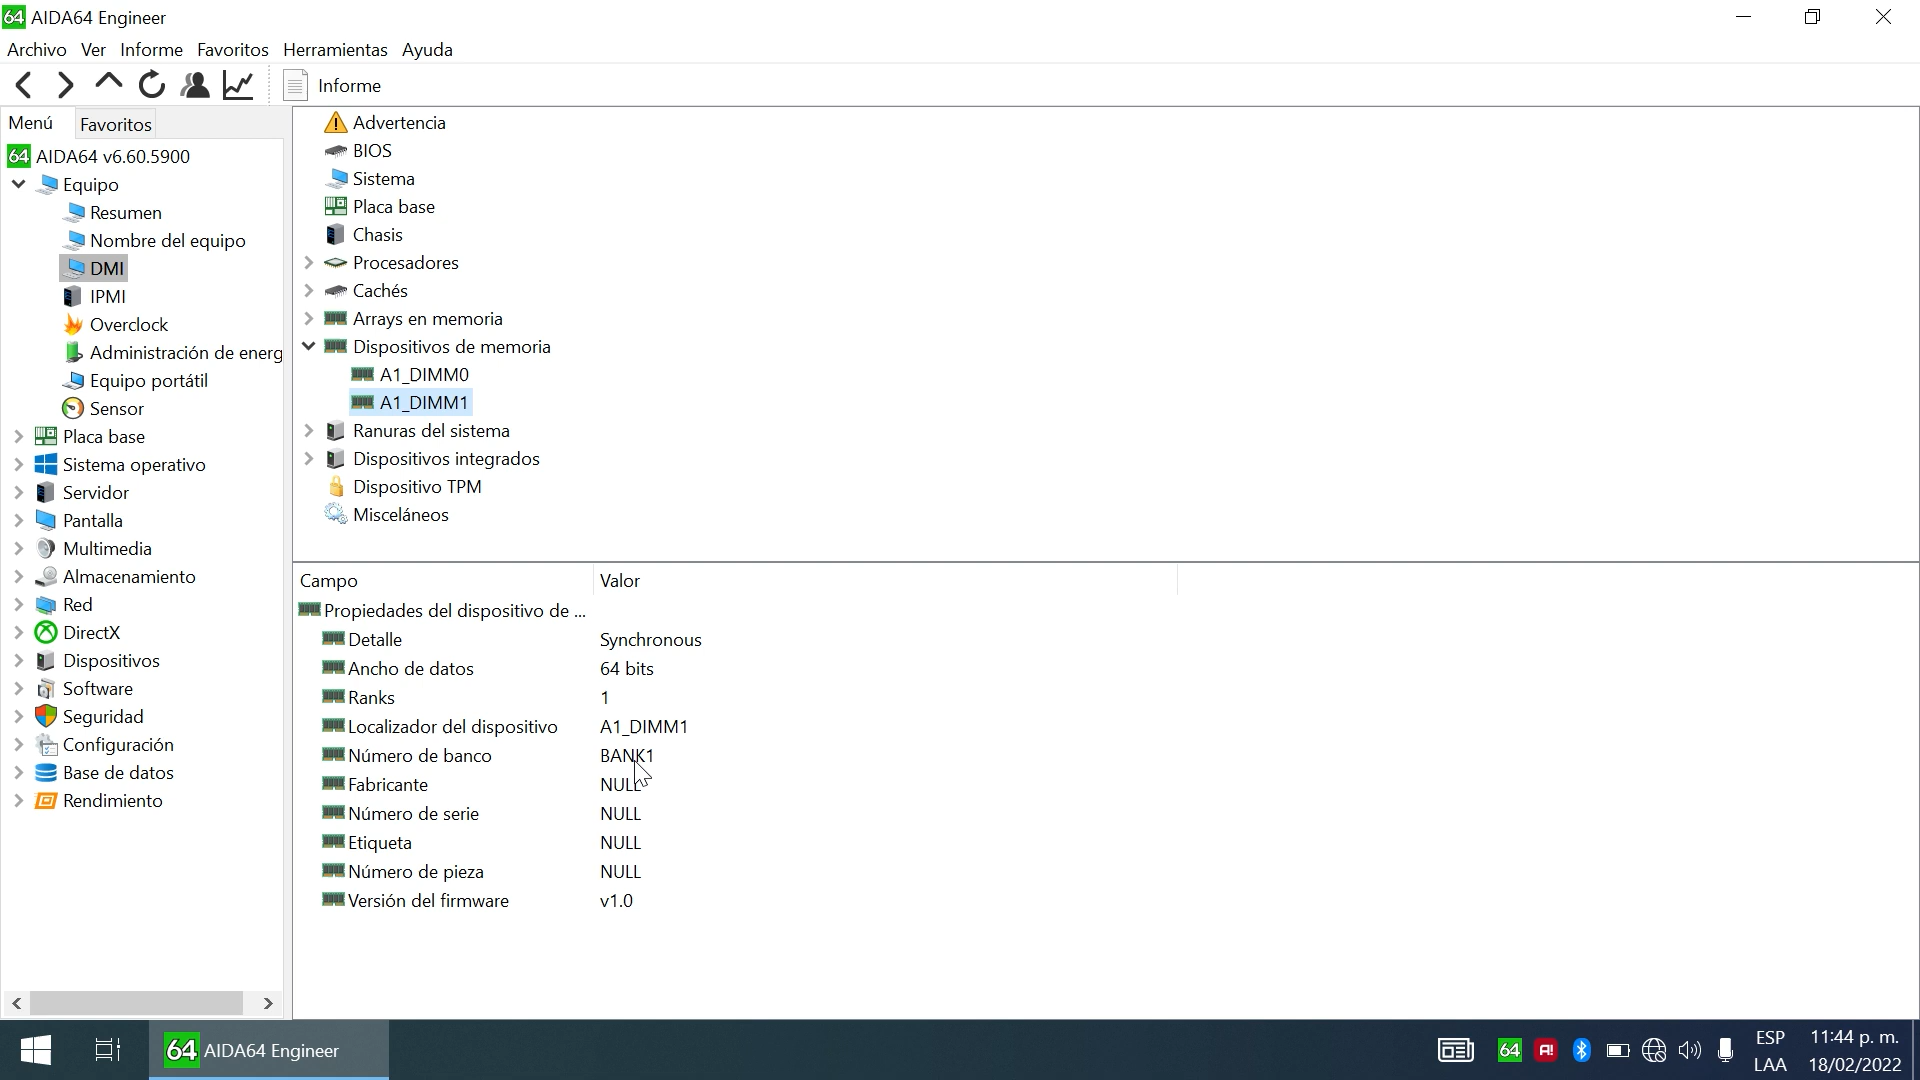 64 AIDA64 Engineer
Archivo Ver Informe Favoritos Herramientas Ayuda
Informe
Menú Favoritos
64 AIDA64 v6.60.5900
Equipo
Resumen
Nombre del equipo
DMI
IPMI
Overclock
Administración de energ
Equipo portátil
Sensor
Placa base
Sistema operativo
Servidor
Pantalla
Multimedia
Almacenamiento
Red
DirectX
Dispositivos
Software
Seguridad
Configuración
Base de datos
Rendimiento
Advertencia
BIOS
Sistema
Placa base
Chasis
Procesadores
Cachés
Arrays en memoria
Dispositivos de memoria
A1_DIMM0
A1_DIMM1
Ranuras del sistema
Dispositivos integrados
Dispositivo TPM
Misceláneos
Campo Valor
Propiedades del dispositivo de ...
Detalle Synchronous
Ancho de datos 64 bits
Ranks 1
Localizador del dispositivo A1_DIMM1
Número de banco BANK1
Fabricante NULL
Número de serie NULL
Etiqueta NULL
Número de pieza NULL
Versión del firmware v1.0
64 AIDA64 Engineer
64 A! ESP 11:44 p. m.
LAA 18/02/2022